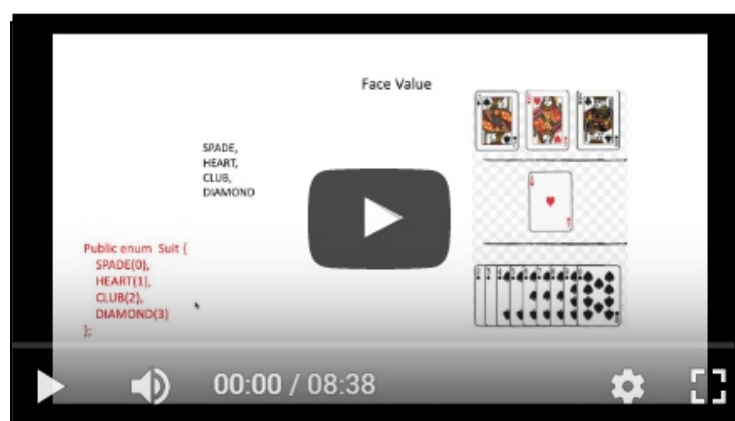 Face Value
SPADE,
HEART,
CLUB,
DIAMOND
Public enum Suit {
SPADE(0),
HEART(1),
CLUB(2),
DIAMOND(3)
};
00:00 / 08:38